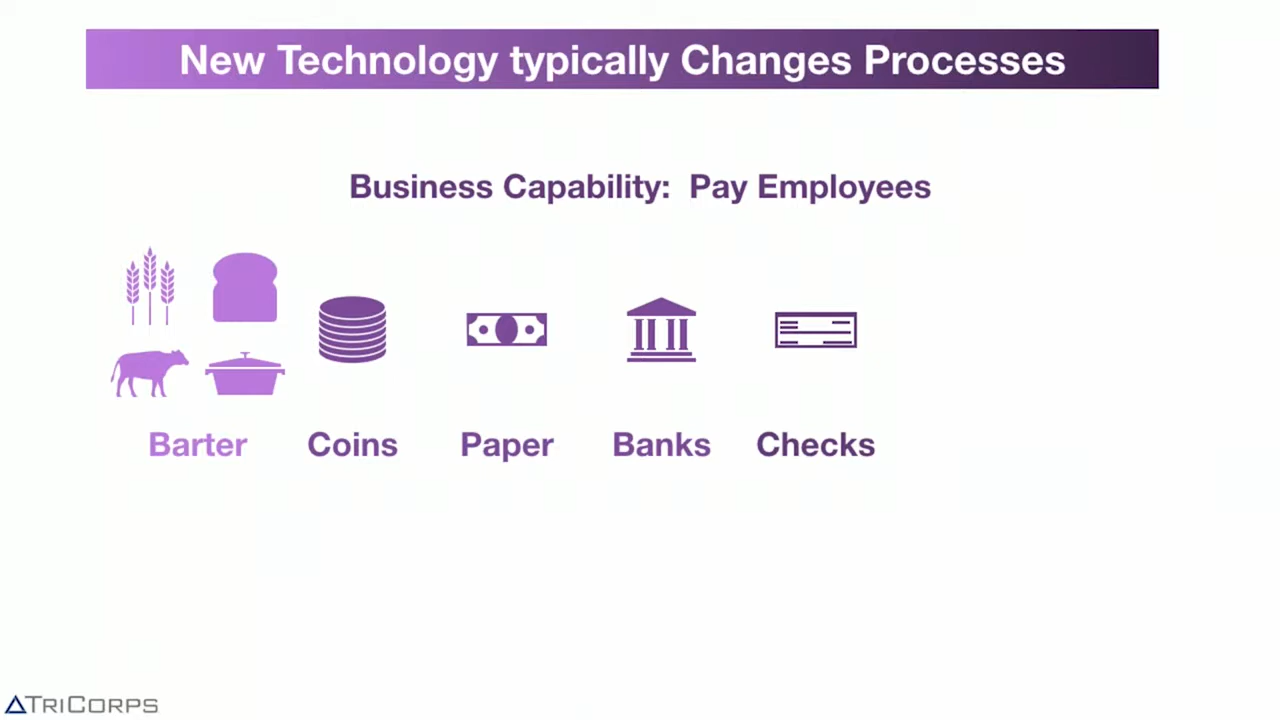 New Technology typically Changes Processes
Business Capability: Pay Employees
Barter
Coins
Paper
Banks
Checks
TRICORPS